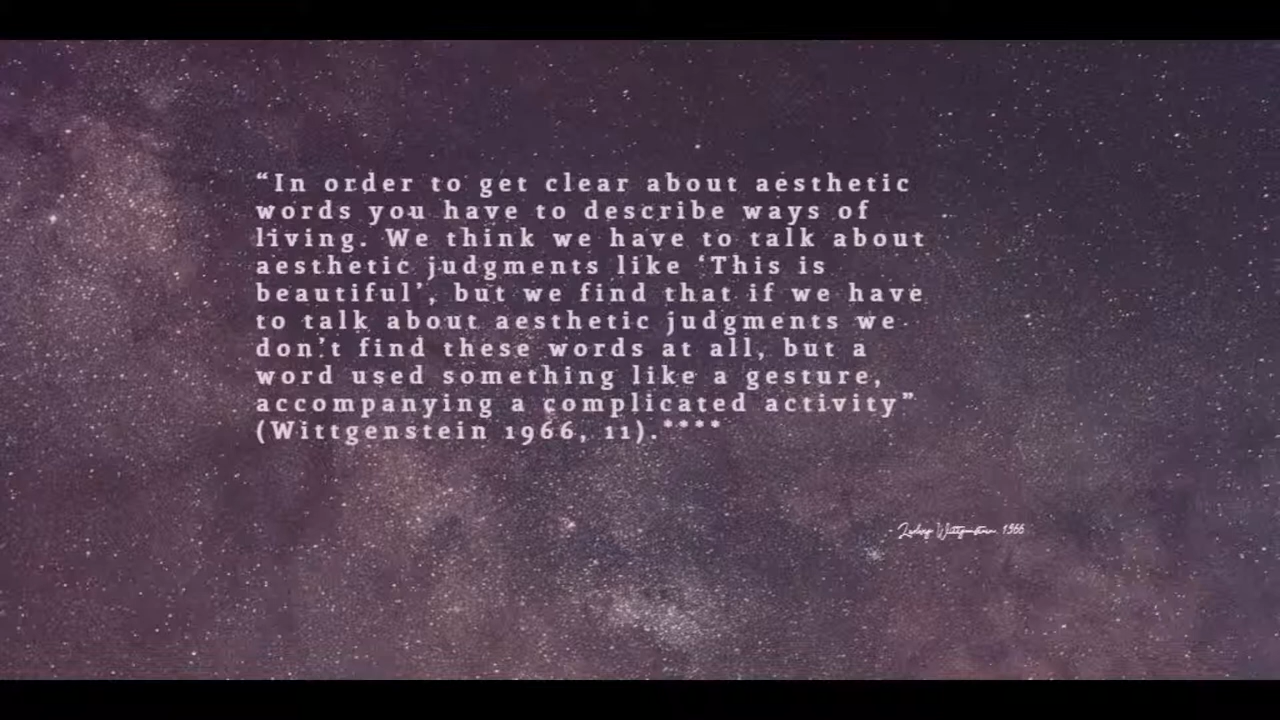 “In order to get clear about aesthetic
words you have to describe ways of
living. We think we have to talk about
aesthetic judgments like ‘This is
beautiful’, but we find that if we have
to talk about aesthetic judgments we
don’t find these words at all, but a
word used something like a gesture,
accompanying a complicated activity”
(Wittgenstein 1966, 11).****
- Ludwig Wittgenstein, 1966